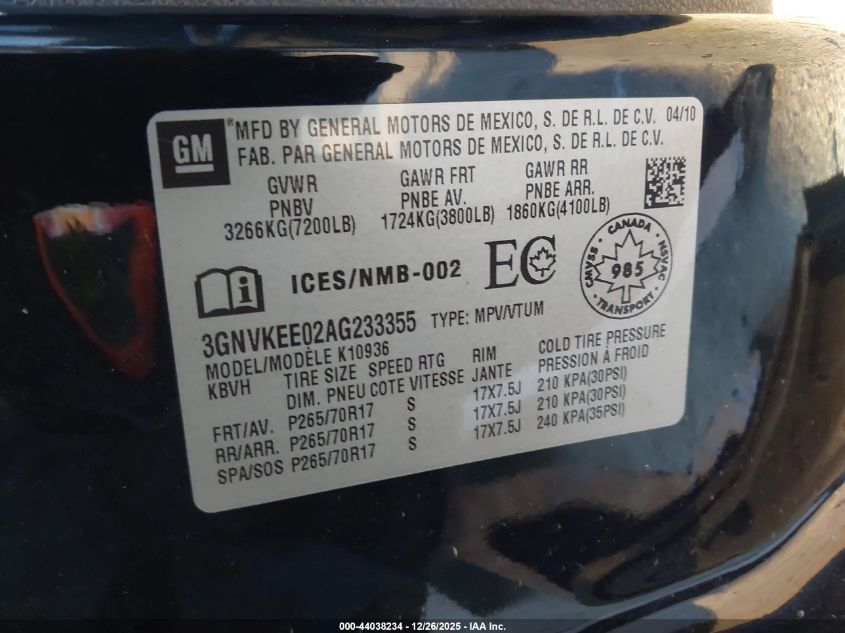 GM
*MFD BY GENERAL MOTORS DE MEXICO, S. DE R.L. DE C.V. 04/10
FAB. PAR GENERAL MOTORS DE MEXICO, S. DE R.L. DE C.V.
GVWR GAWR FRT GAWR RR
PNBV PNBE AV. PNBE ARR.
3266KG(7200LB) 1724KG(3800LB) 1860KG(4100LB)
ICES/NMB-002 EC
CANADA
CMVSS 985 NSVAC
TRANSPORT
3GNVKEE02AG233355 TYPE: MPV/VTUM
MODEL/MODÈLE K10936
KBVH TIRE SIZE SPEED RTG RIM COLD TIRE PRESSURE
DIM. PNEU COTE VITESSE JANTE PRESSION À FROID
FRT/AV. P265/70R17 S 17X7.5J 210 KPA(30PSI)
RR/ARR. P265/70R17 S 17X7.5J 210 KPA(30PSI)
SPA/SOS P265/70R17 S 17X7.5J 240 KPA(35PSI)
000-44038234 - 12/26/2025 - IAA Inc.